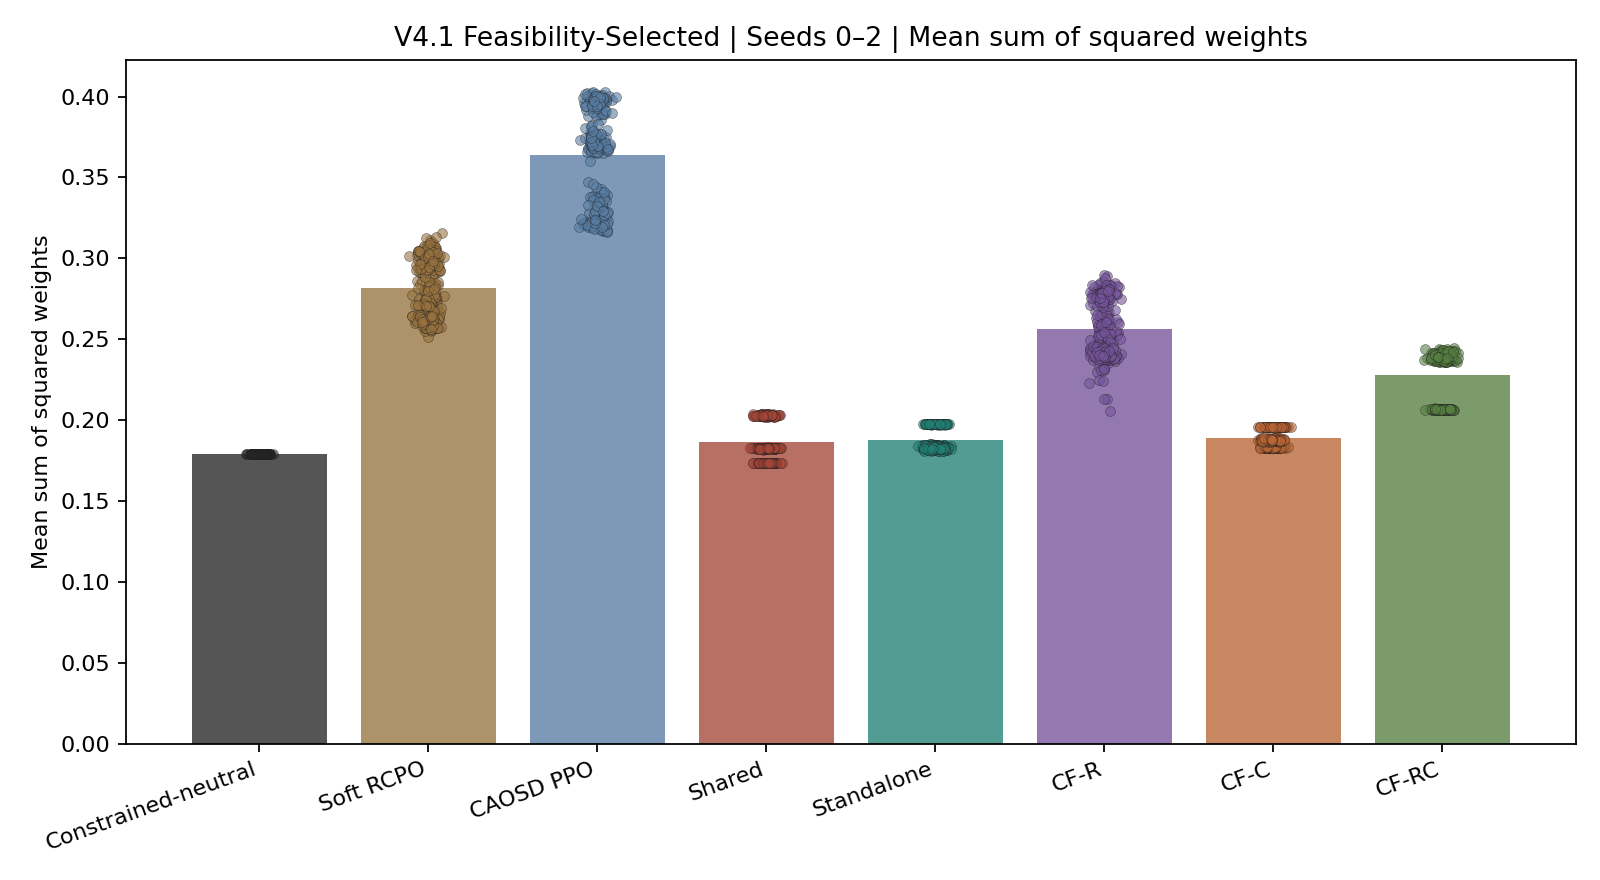 V4.1 Feasibility-Selected | Seeds 0–2 | Mean sum of squared weights
Mean sum of squared weights
0.40
0.35
0.30
0.25
0.20
0.15
0.10
0.05
0.00
Constrained-neutral
Soft RCPO
CAOSD PPO
Shared
Standalone
CF-R
CF-C
CF-RC